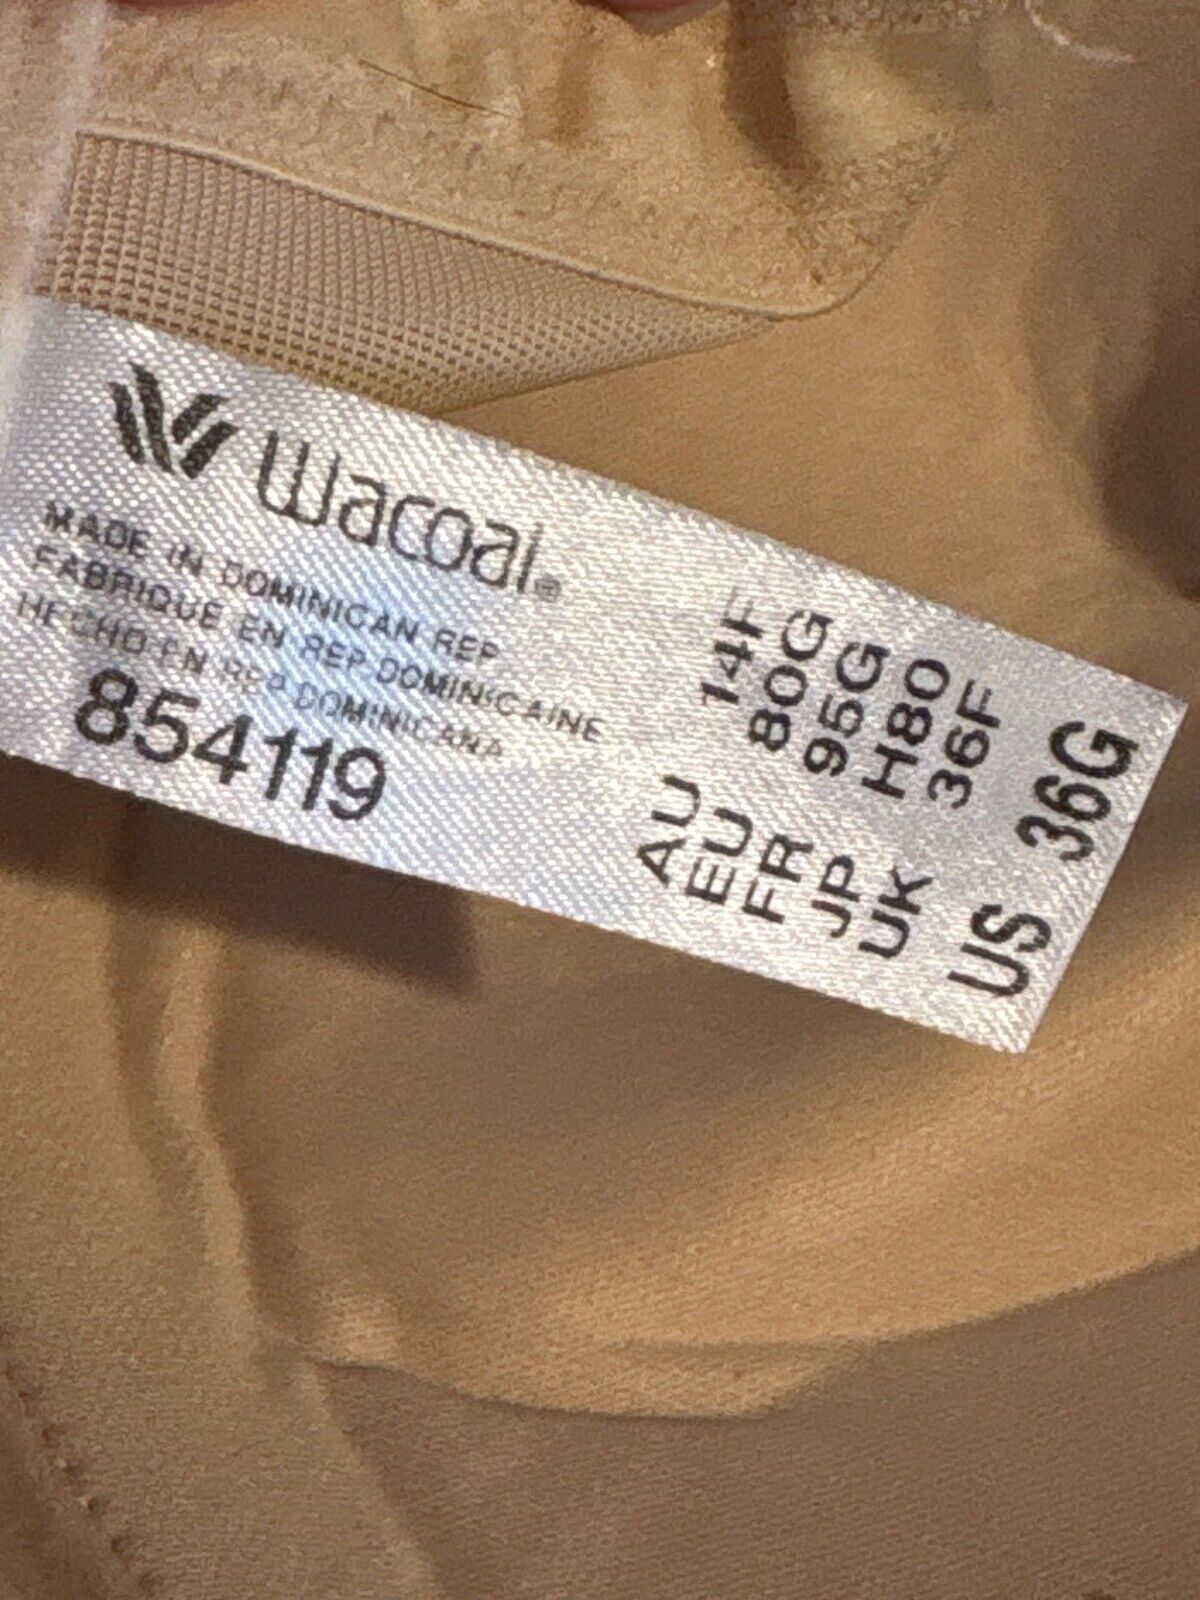 wacoal®
MADE IN DOMINICAN REP
FABRIQUE EN REP DOMINICAINE
HECHO EN REP DOMINICANA
854119
AU 14F
EU 80G
FR 95G
JP H80
UK 36F
US 36G